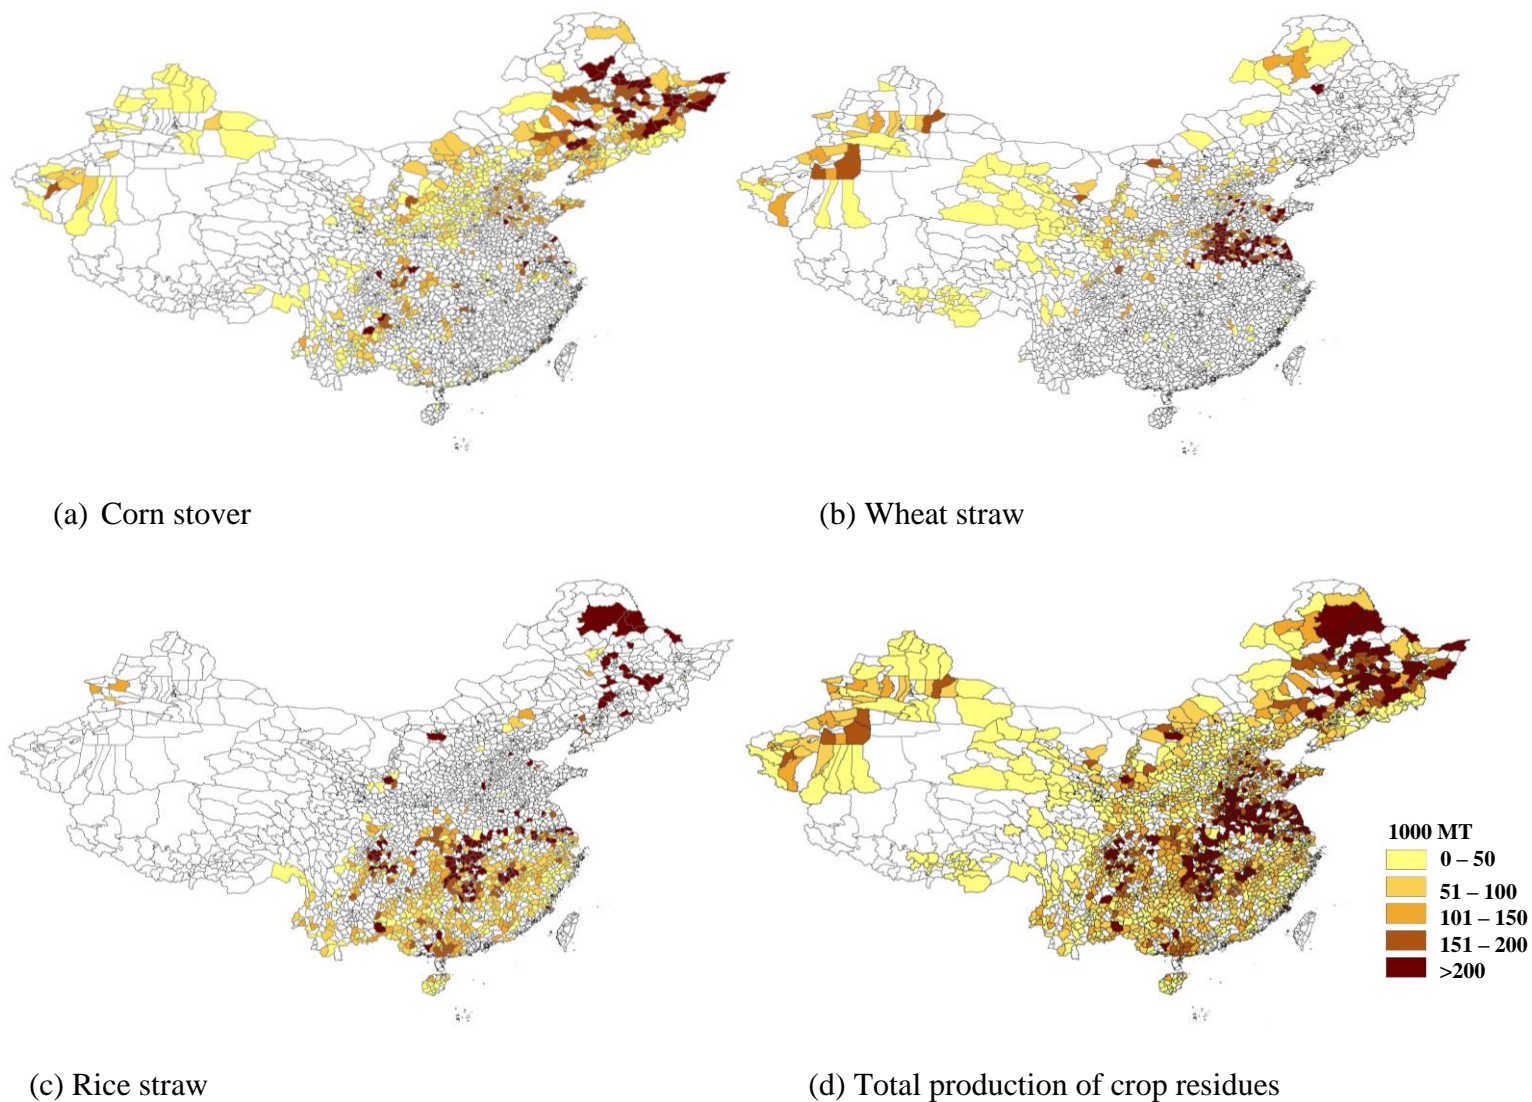 (a) Corn stover
(b) Wheat straw
1000 MT
0 – 50
51 – 100
101 – 150
151 – 200
>200
(c) Rice straw
(d) Total production of crop residues